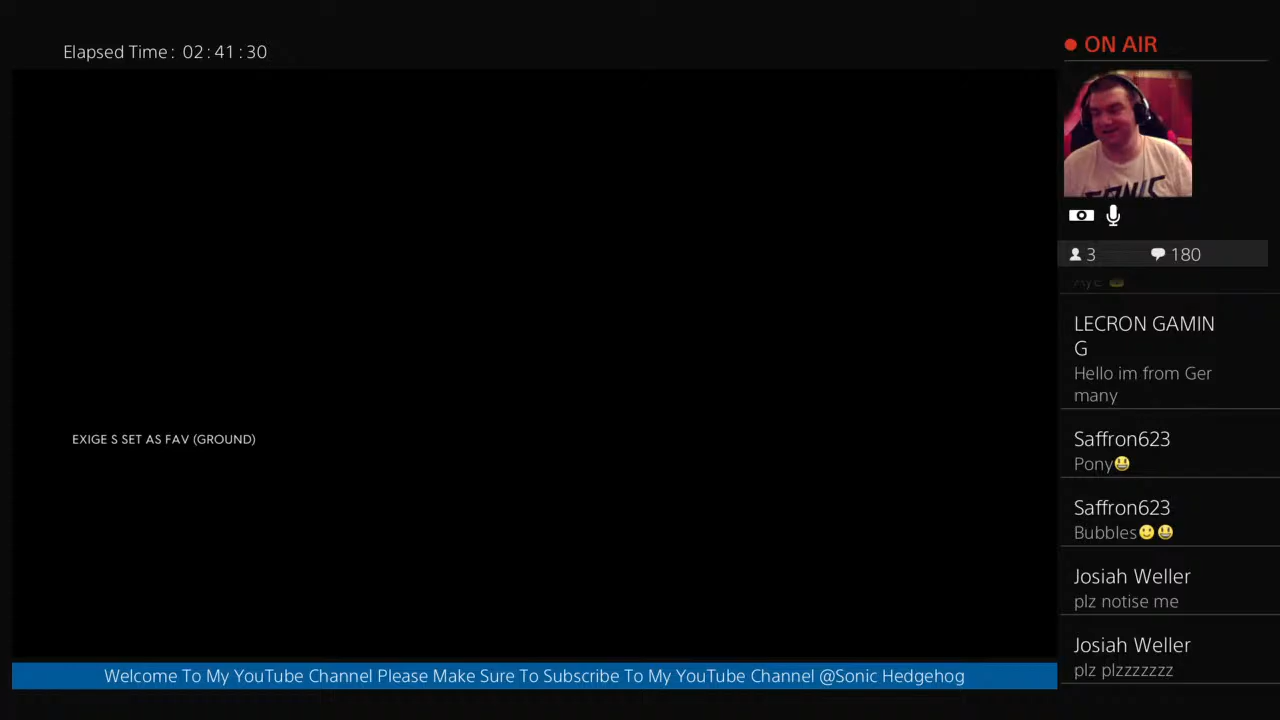 Elapsed Time: 02:41:30
ON AIR
SONIC
3 180
Aye
LECRON GAMIN
G
Hello im from Ger
many
EXIGE S SET AS FAV (GROUND)
Saffron623
Pony
Saffron623
Bubbles
Josiah Weller
plz notise me
Josiah Weller
plz plzzzzzzz
Welcome To My YouTube Channel Please Make Sure To Subscribe To My YouTube Channel @Sonic Hedgehog